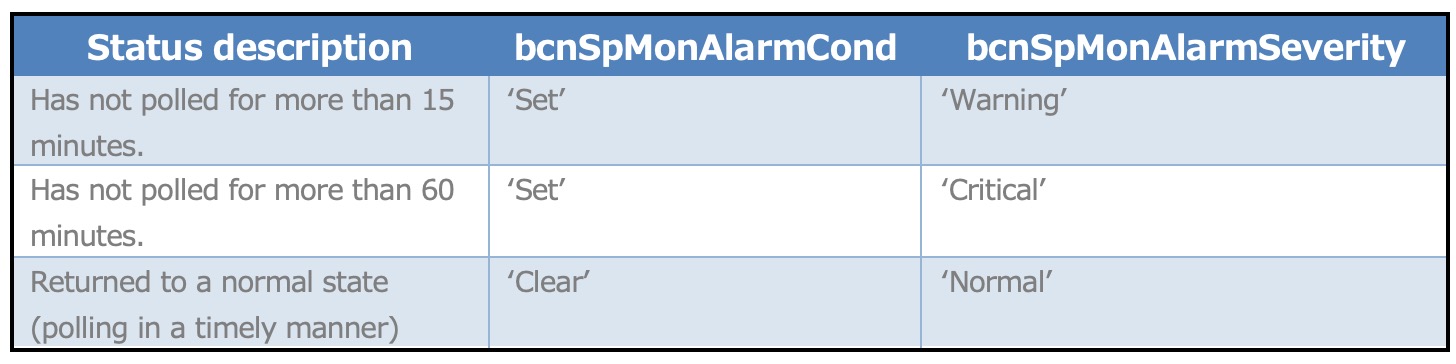 Status description bcnSpMonAlarmCond bcnSpMonAlarmSeverity
Has not polled for more than 15 ‘Set’ ‘Warning’
minutes.
Has not polled for more than 60 ‘Set’ ‘Critical’
minutes.
Returned to a normal state ‘Clear’ ‘Normal’
(polling in a timely manner)